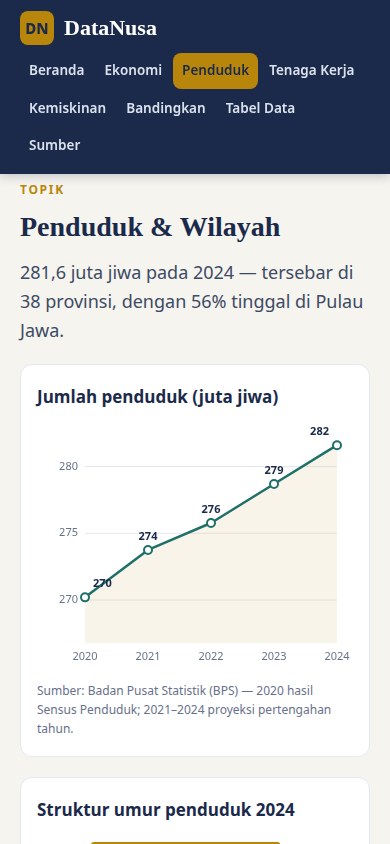 DN DataNusa
Beranda Ekonomi Penduduk Tenaga Kerja
Kemiskinan Bandingkan Tabel Data
Sumber
TOPIK
Penduduk & Wilayah
281,6 juta jiwa pada 2024 — tersebar di
38 provinsi, dengan 56% tinggal di Pulau
Jawa.
Jumlah penduduk (juta jiwa)
282
280
279
276
275
274
270
270
2020 2021 2022 2023 2024
Sumber: Badan Pusat Statistik (BPS) — 2020 hasil
Sensus Penduduk; 2021–2024 proyeksi pertengahan
tahun.
Struktur umur penduduk 2024